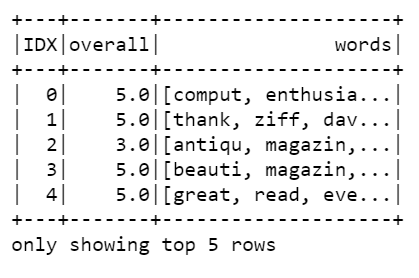 +---+-------+--------------------+
|IDX|overall|               words|
+---+-------+--------------------+
|  0|    5.0|[comput, enthusia...|
|  1|    5.0|[thank, ziff, dav...|
|  2|    3.0|[antiqu, magazin,...|
|  3|    5.0|[beauti, magazin,...|
|  4|    5.0|[great, read, eve...|
+---+-------+--------------------+
only showing top 5 rows